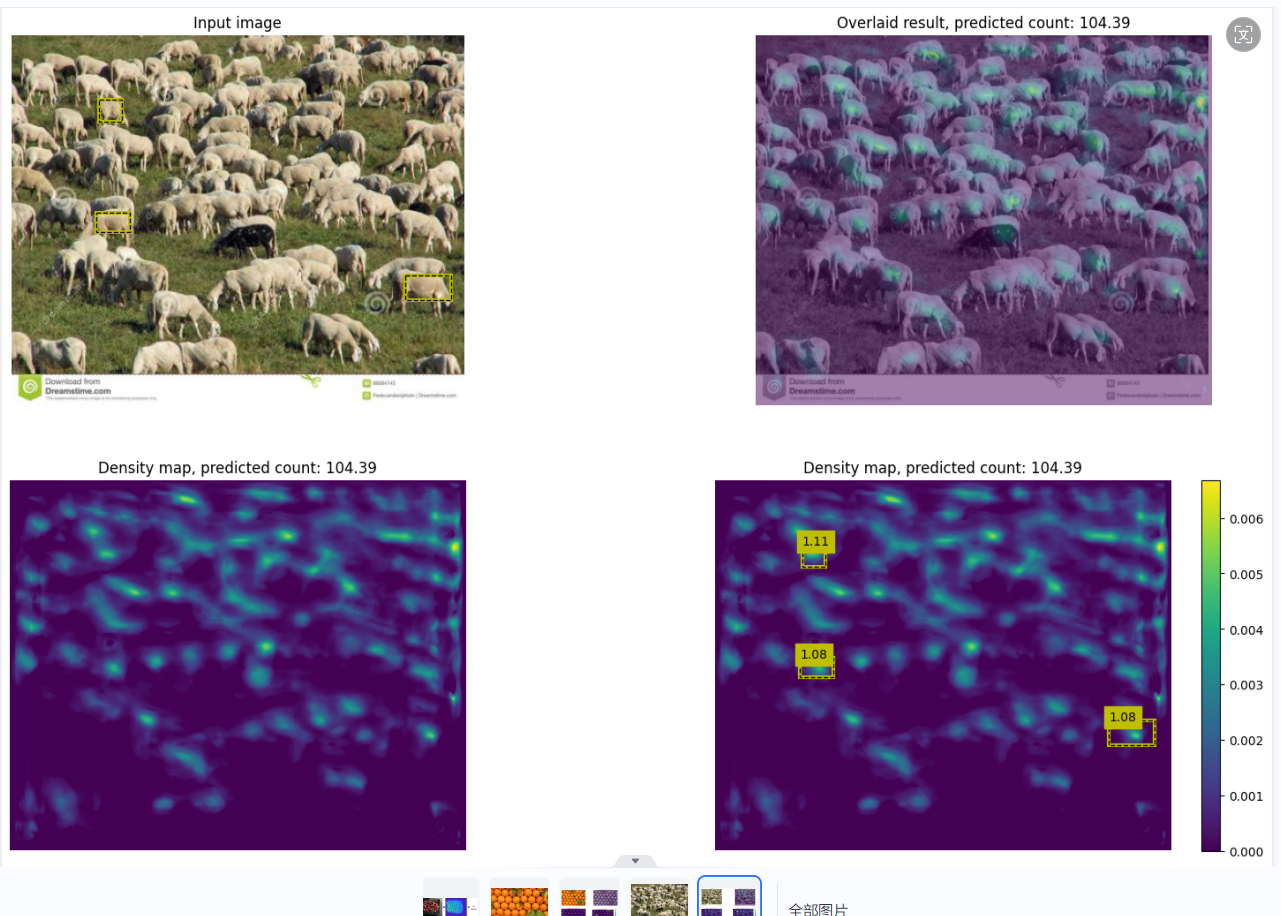 Input image
Overlaid result, predicted count: 104.39
Download from
Dreamstime.com
Download from
Dreamstime.com
Density map, predicted count: 104.39
Density map, predicted count: 104.39
1.11
1.08
1.08
0.006
0.005
0.004
0.003
0.002
0.001
0.000
全部图片